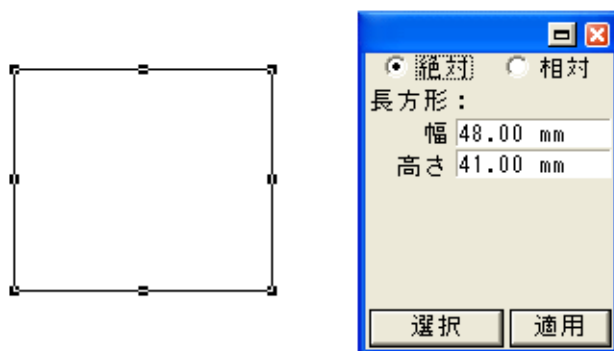 絶対 相対
長方形：
幅 48.00 mm
高さ 41.00 mm
選択 適用